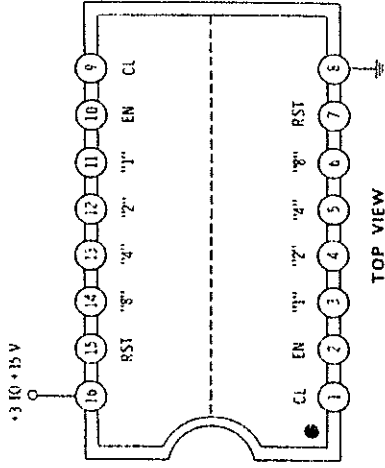 +3 TO +15 V
16 15 14 13 12 11 10 9
RST "8" "4" "2" "1" EN CL
CL EN "1" "2" "4" "8" RST
1 2 3 4 5 6 7 8
TOP VIEW